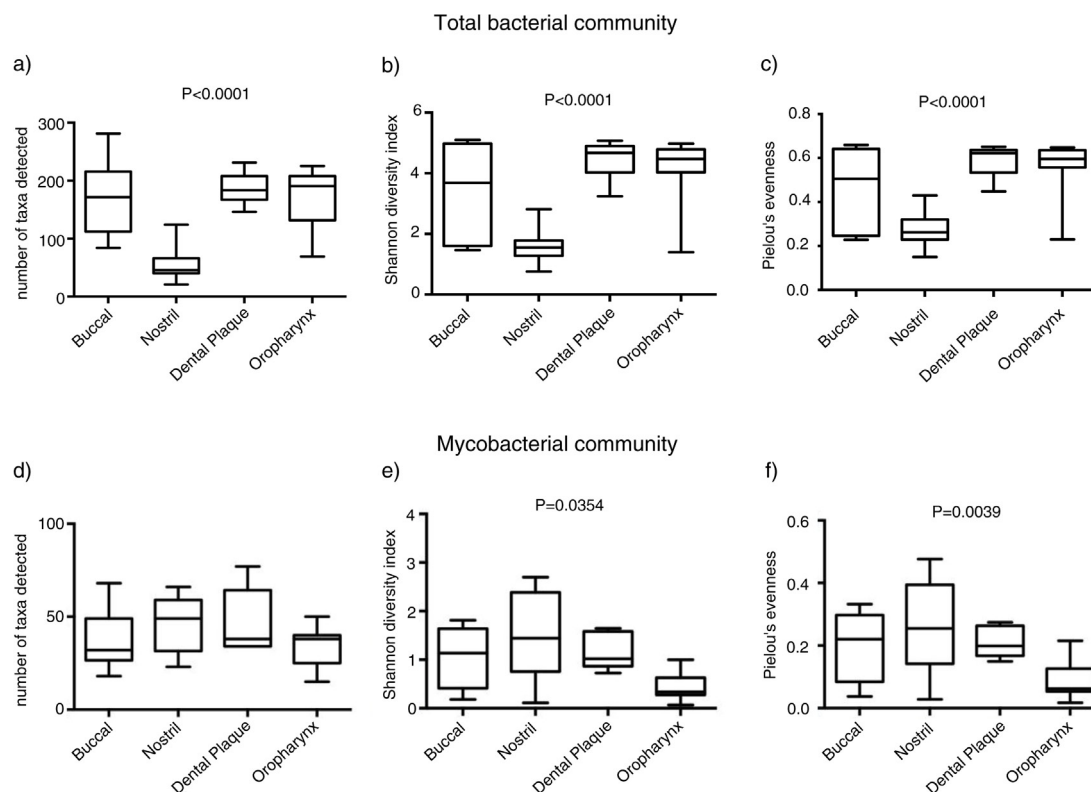 Total bacterial community
a)
P<0.0001
number of taxa detected
300
200
100
0
Buccal
Nostril
Dental Plaque
Oropharynx
b)
P<0.0001
Shannon diversity index
6
4
2
0
Buccal
Nostril
Dental Plaque
Oropharynx
c)
P<0.0001
Pielou's evenness
0.8
0.6
0.4
0.2
0.0
Buccal
Nostril
Dental Plaque
Oropharynx
Mycobacterial community
d)
number of taxa detected
100
50
0
Buccal
Nostril
Dental Plaque
Oropharynx
e)
P=0.0354
Shannon diversity index
4
3
2
1
0
Buccal
Nostril
Dental Plaque
Oropharynx
f)
P=0.0039
Pielou's evenness
0.6
0.4
0.2
0.0
Buccal
Nostril
Dental Plaque
Oropharynx